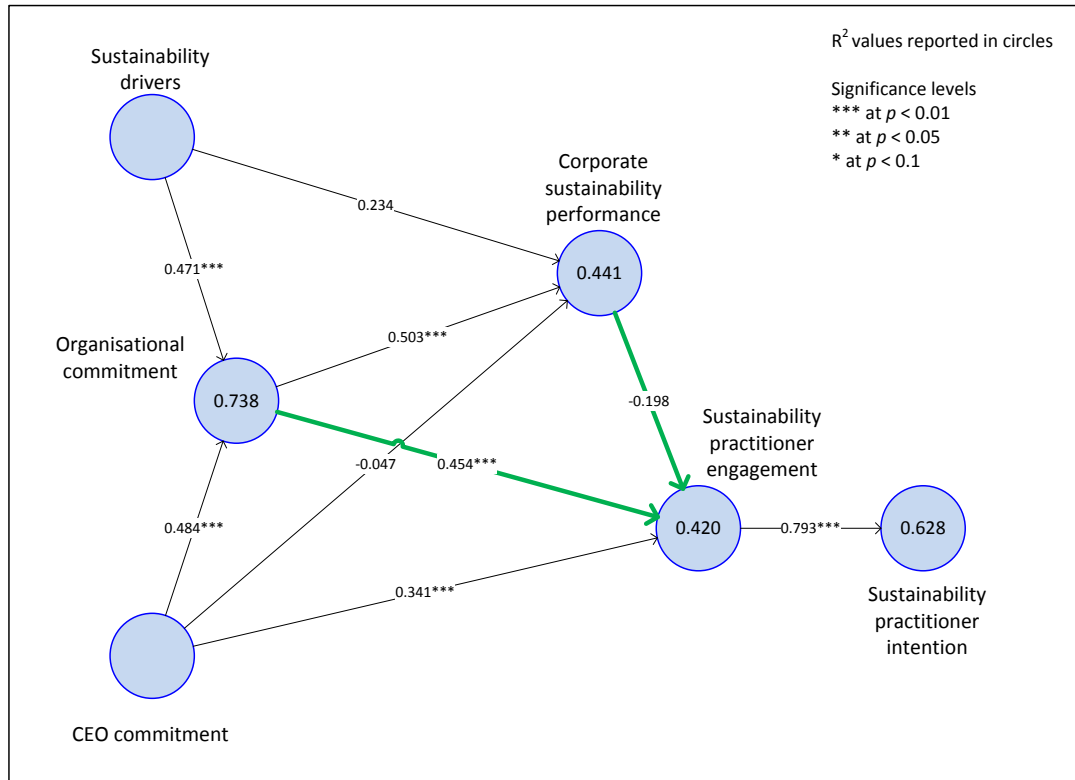 Sustainability
drivers
R² values reported in circles
Significance levels
*** at p < 0.01
** at p < 0.05
* at p < 0.1
Corporate
sustainability
performance
0.234
0.441
0.471***
0.503***
Organisational
commitment
0.738
-0.198
Sustainability
practitioner
engagement
-0.047
0.454***
0.484***
0.420
0.793***
0.628
0.341***
Sustainability
practitioner
intention
CEO commitment